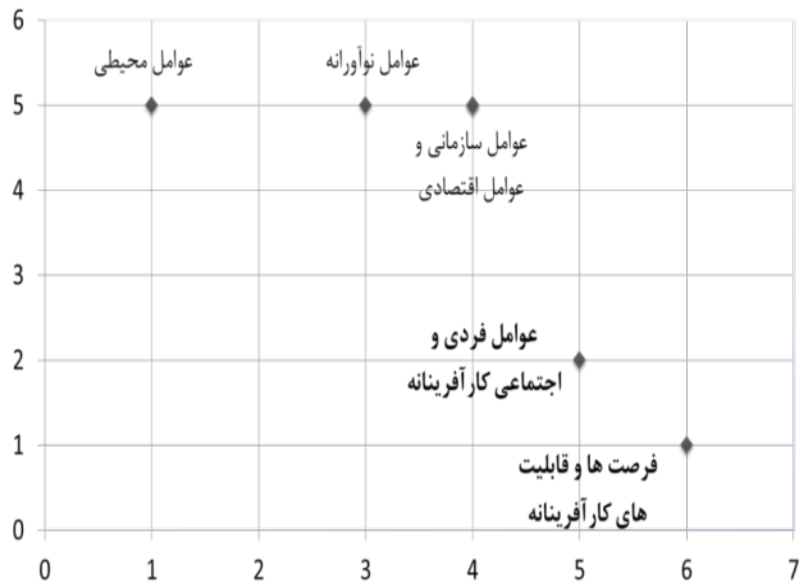 6
عوامل محیطی
عوامل نوآورانه
5
عوامل سازمانی و
عوامل اقتصادی
4
3
عوامل فردی و
اجتماعی کارآفرینانه
2
1
فرصت ها و قابلیت
های کارآفرینانه
0
0 1 2 3 4 5 6 7